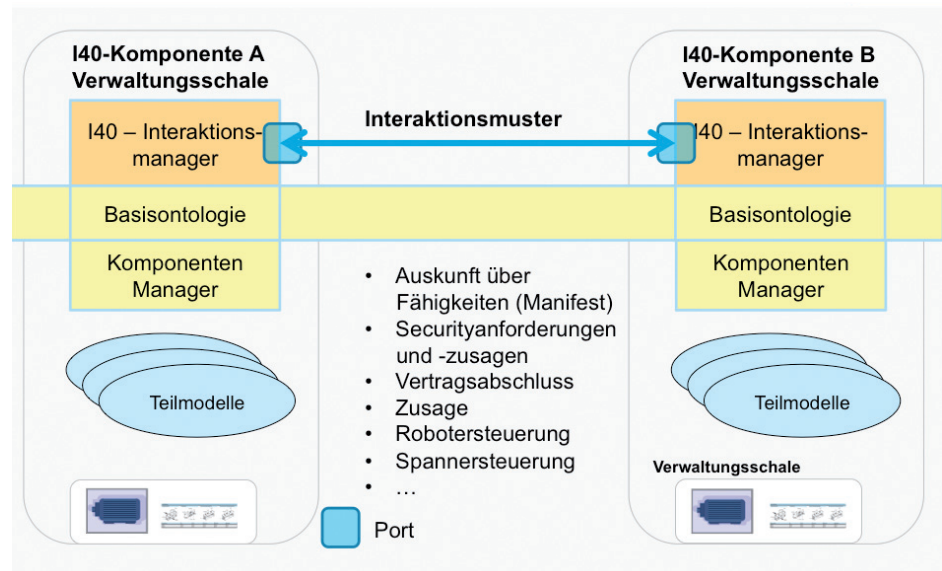 I40-Komponente A
Verwaltungsschale
I40 – Interaktions-
manager
Basisontologie
Komponenten
Manager
Teilmodelle
Interaktionsmuster
• Auskunft über
Fähigkeiten (Manifest)
• Securityanforderungen
und -zusagen
• Vertragsabschluss
• Zusage
• Robotersteuerung
• Spannersteuerung
• …
Port
I40-Komponente B
Verwaltungsschale
I40 – Interaktions-
manager
Basisontologie
Komponenten
Manager
Teilmodelle
Verwaltungsschale